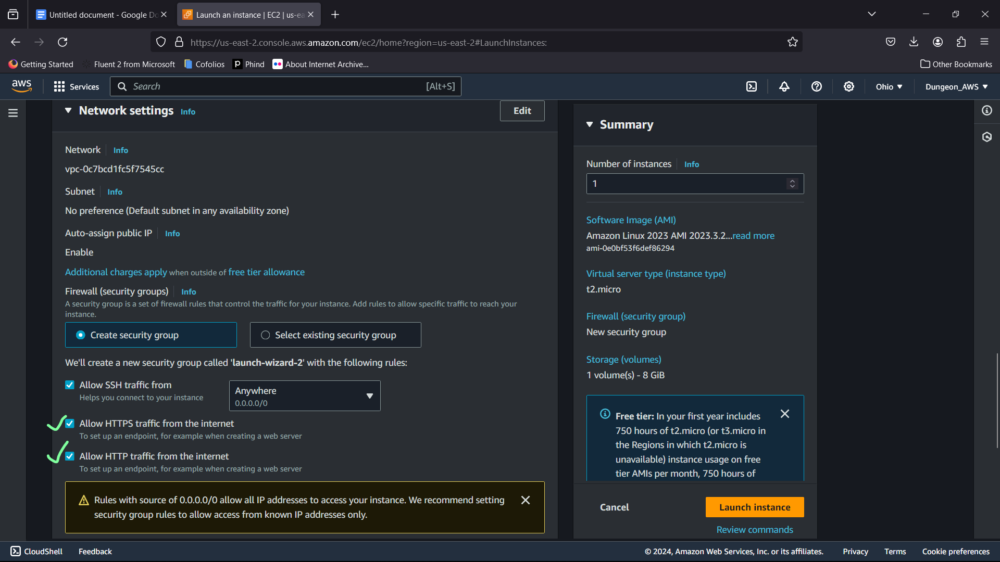 Untitled document - Google Do
Launch an instance | EC2 | us-ea
https://us-east-2.console.aws.amazon.com/ec2/home?region=us-east-2#LaunchInstances:
Getting Started
Fluent 2 from Microsoft
Cofolios
Phind
About Internet Archive...
Other Bookmarks
aws
Services
Search
[Alt+S]
Ohio
Dungeon_AWS
Network settings Info
Edit
Network Info
vpc-0c7bcd1fc5f7545cc
Subnet Info
No preference (Default subnet in any availability zone)
Auto-assign public IP Info
Enable
Additional charges apply when outside of free tier allowance
Firewall (security groups) Info
A security group is a set of firewall rules that control the traffic for your instance. Add rules to allow specific traffic to reach your
instance.
Create security group
Select existing security group
We'll create a new security group called 'launch-wizard-2' with the following rules:
Allow SSH traffic from
Helps you connect to your instance
Anywhere
0.0.0.0/0
Allow HTTPS traffic from the internet
To set up an endpoint, for example when creating a web server
Allow HTTP traffic from the internet
To set up an endpoint, for example when creating a web server
Rules with source of 0.0.0.0/0 allow all IP addresses to access your instance. We recommend setting
security group rules to allow access from known IP addresses only.
Summary
Number of instances Info
1
Software Image (AMI)
Amazon Linux 2023 AMI 2023.3.2...read more
ami-0e0bf53f6def86294
Virtual server type (instance type)
t2.micro
Firewall (security group)
New security group
Storage (volumes)
1 volume(s) - 8 GiB
Free tier: In your first year includes
750 hours of t2.micro (or t3.micro in
the Regions in which t2.micro is
unavailable) instance usage on free
tier AMIs per month, 750 hours of
Cancel
Launch instance
Review commands
CloudShell
Feedback
© 2024, Amazon Web Services, Inc. or its affiliates.
Privacy
Terms
Cookie preferences